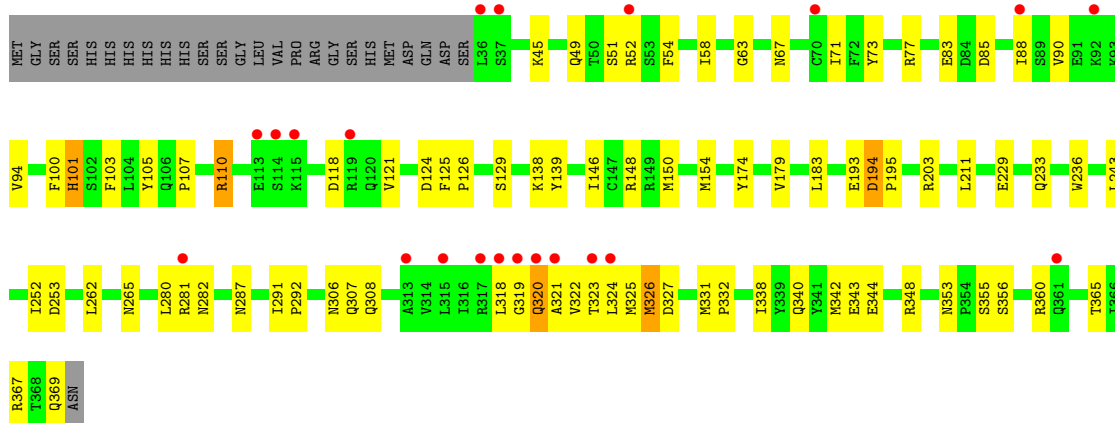 MET GLY SER SER HIS HIS HIS HIS HIS HIS SER SER GLY LEU VAL PRO ARG GLY SER HIS MET ASP GLN ASP SER L36 S37 K45 Q49 T50 S51 R52 S53 F54 I58 G63 N67 C70 I71 F72 Y73 R77 E83 D84 D85 I88 S89 V90 E91 K92 K93
V94 F100 H101 S102 F103 L104 Y105 Q106 P107 R110 E113 S114 K115 D118 R119 Q120 V121 D124 F125 P126 S129 K138 Y139 I146 C147 R148 R149 M150 M154 Y174 V179 L183 E193 D194 P195 R203 L211 E229 Q233 W236
I252 D253 L262 N265 L280 R281 N282 N287 I291 P292 N306 Q307 Q308 A313 V314 L315 I316 R317 L318 G319 Q320 A321 V322 T323 L324 M325 M326 D327 M331 P332 I338 Y339 Q340 Y341 M342 E343 E344 R348 N353 P354 S355 S356 R360 Q361 T365
R367 T368 Q369 ASN